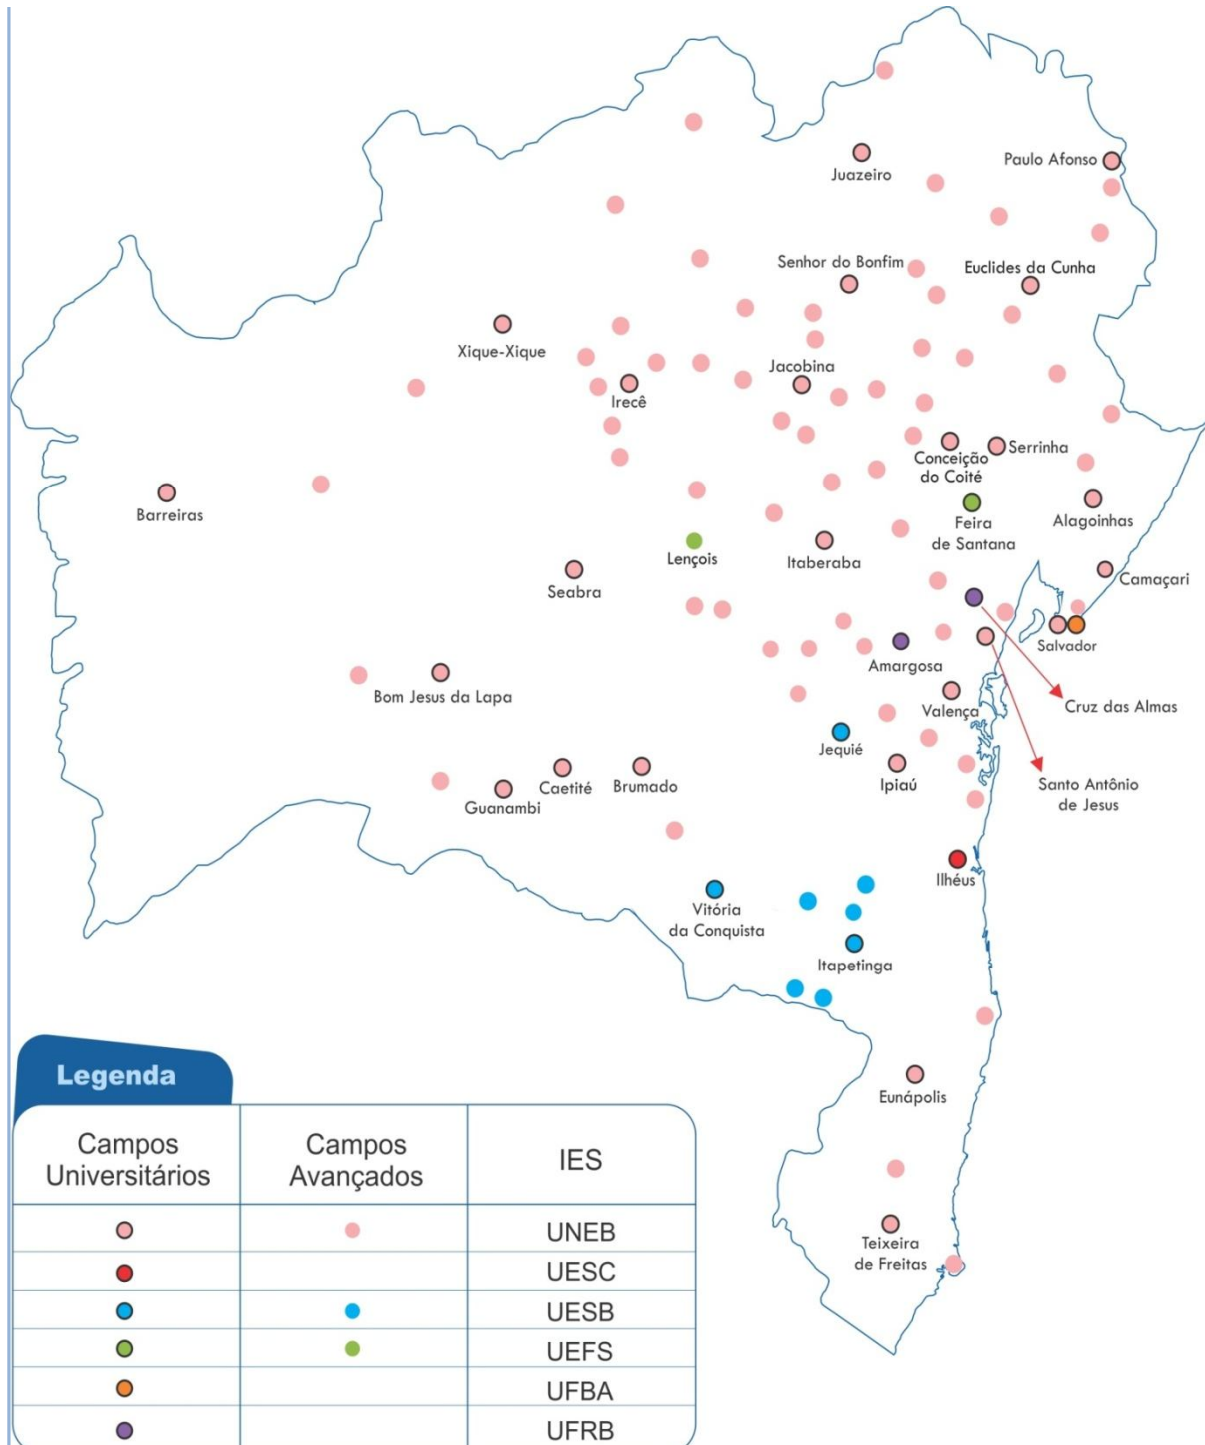 Juazeiro
Paulo Afonso
Senhor do Bonfim
Euclides da Cunha
Xique-Xique
Jacobina
Irecê
Conceição
do Coité
Serrinha
Barreiras
Feira
de Santana
Alagoinhas
Lençois
Itaberaba
Seabra
Camaçari
Salvador
Amargosa
Bom Jesus da Lapa
Valença
Cruz das Almas
Jequié
Ipiaú
Santo Antônio
de Jesus
Caetité
Brumado
Guanambi
Ilhéus
Vitória
da Conquista
Itapetinga
Eunápolis
Teixeira
de Freitas
Legenda
Campos
Universitários
Campos
Avançados
IES
UNEB
UESC
UESB
UEFS
UFBA
UFRB